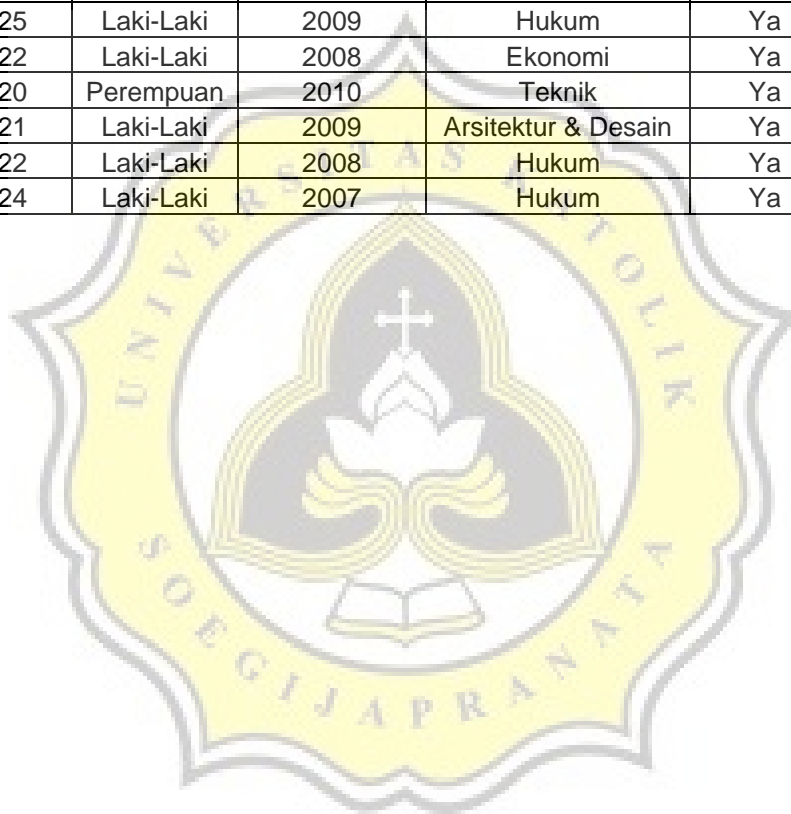 25 Laki-Laki 2009 Hukum Ya
22 Laki-Laki 2008 Ekonomi Ya
20 Perempuan 2010 Teknik Ya
21 Laki-Laki 2009 Arsitektur & Desain Ya
22 Laki-Laki 2008 Hukum Ya
24 Laki-Laki 2007 Hukum Ya
UNIVERSITAS KATOLIK
SOEGIJAPRANATA